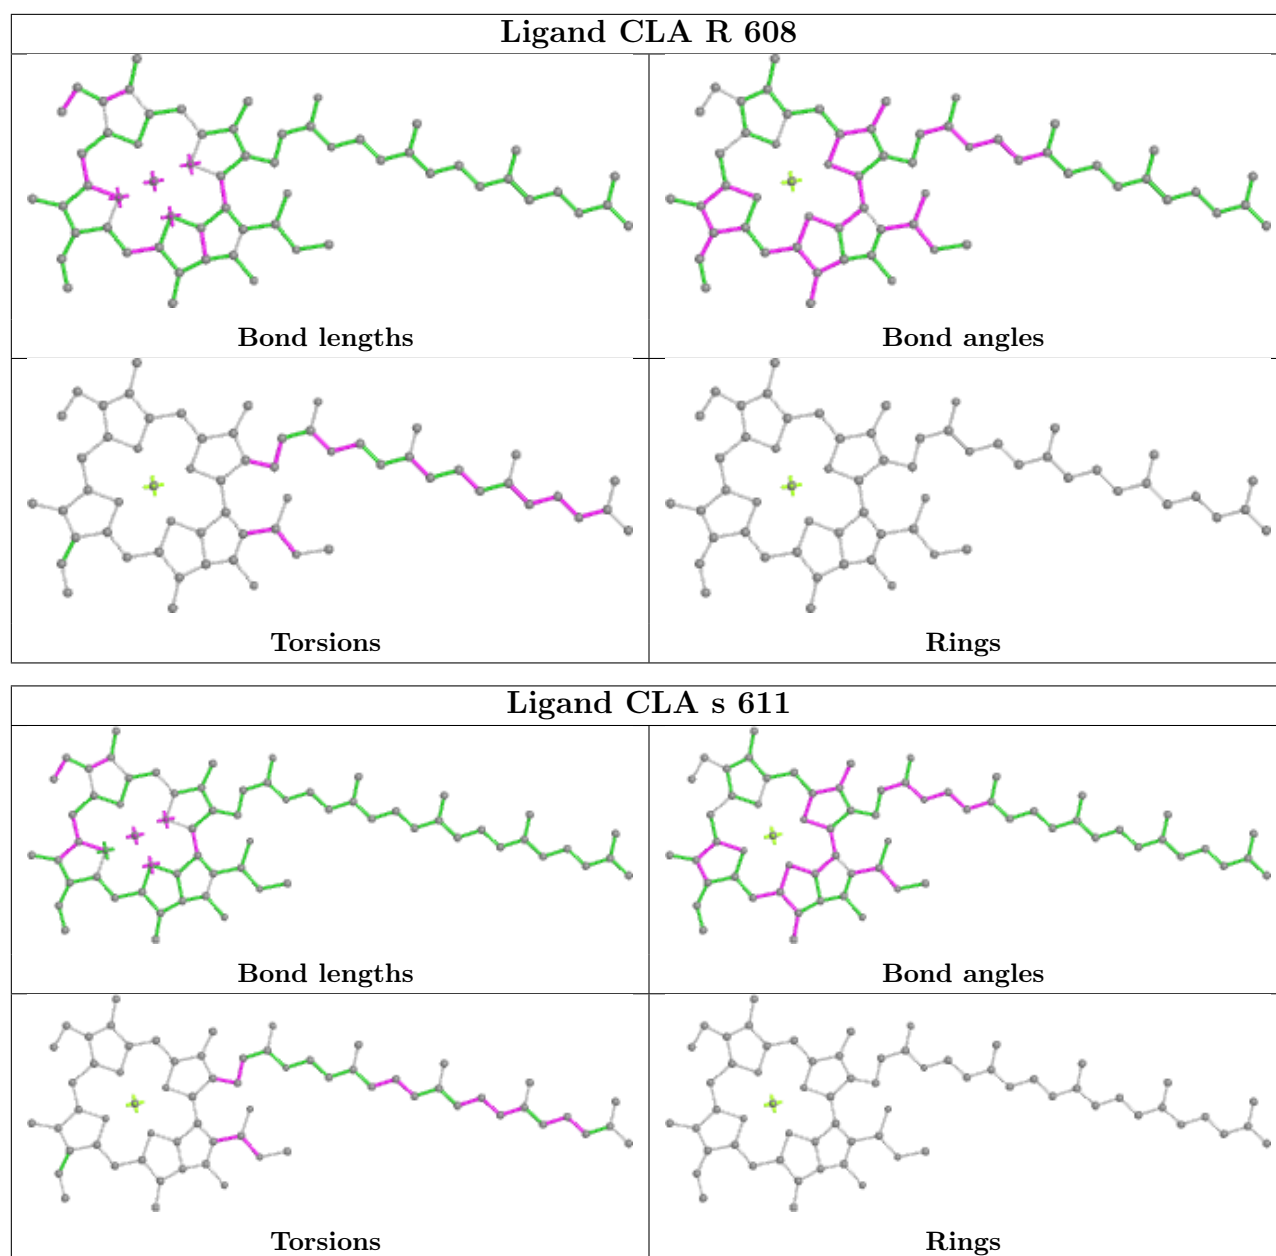 Ligand CLA R 608
Bond lengths
Bond angles
Torsions
Rings
Ligand CLA s 611
Bond lengths
Bond angles
Torsions
Rings